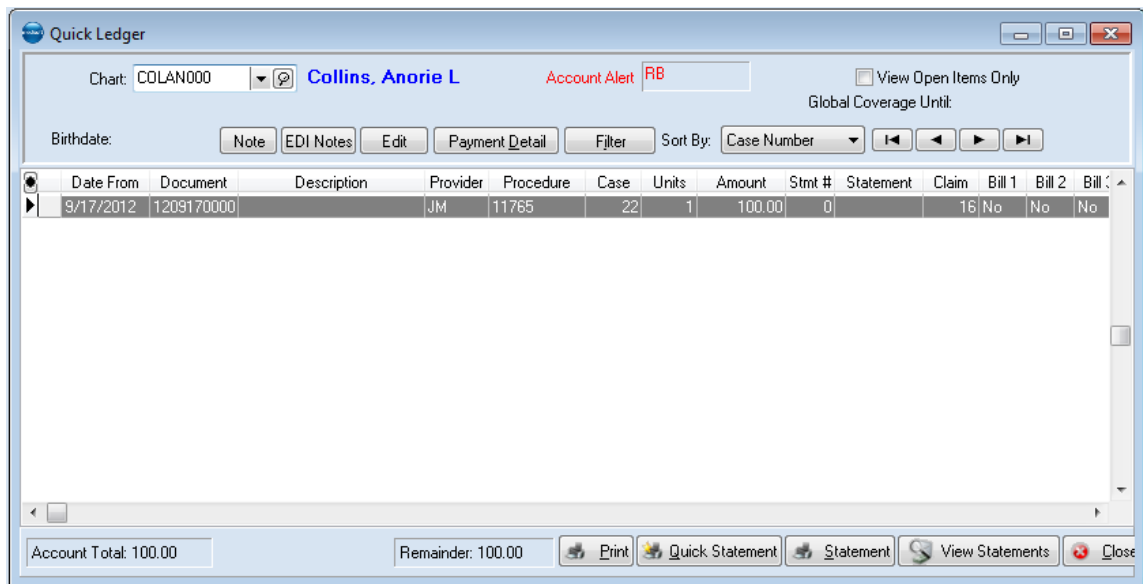 Quick Ledger
Chart: COLAN000 Collins, Anorie L Account Alert RB View Open Items Only
Global Coverage Until:
Birthdate: Note EDI Notes Edit Payment Detail Filter Sort By: Case Number
Date From Document Description Provider Procedure Case Units Amount Stmt # Statement Claim Bill 1 Bill 2 Bill
9/17/2012 1209170000 JM 11765 22 1 100.00 0 16 No No No
Account Total: 100.00 Remainder: 100.00 Print Quick Statement Statement View Statements Close